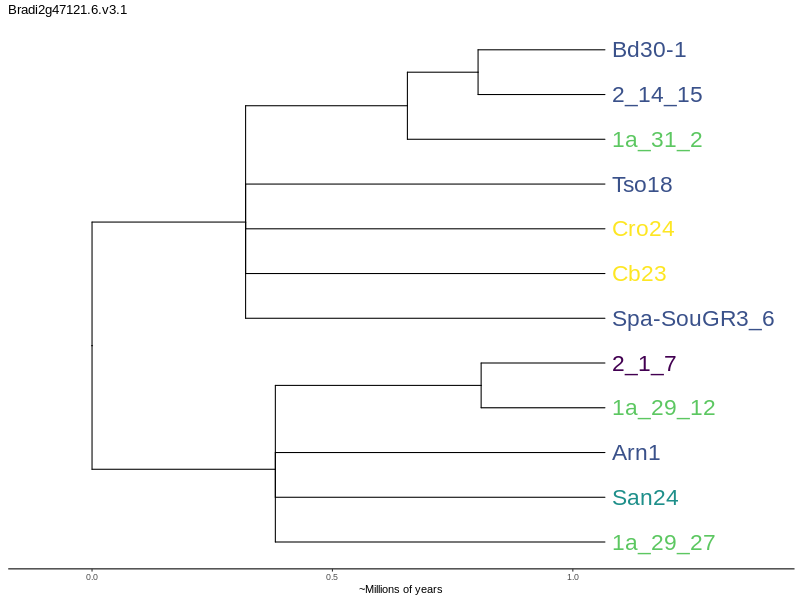 Bradi2g47121.6.v3.1
Bd30-1
2_14_15
1a_31_2
Tso18
Cro24
Cb23
Spa-SouGR3_6
2_1_7
1a_29_12
Arn1
San24
1a_29_27
0.0 0.5 1.0
~Millions of years